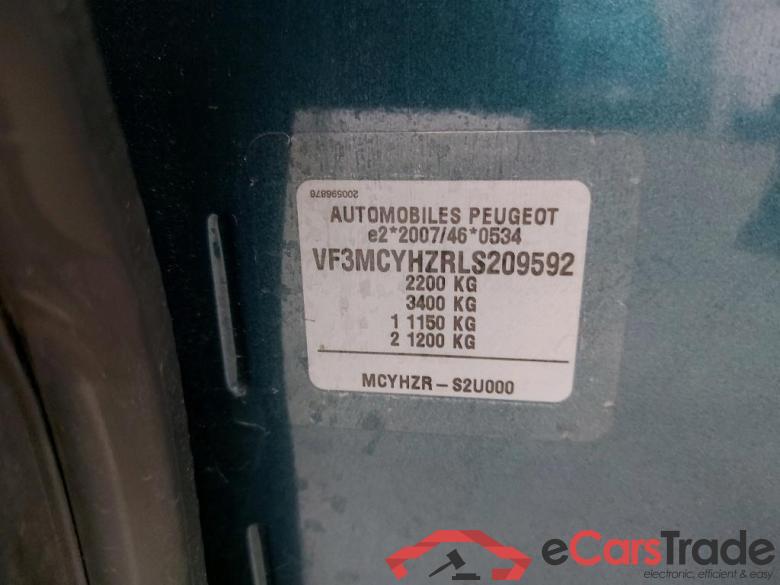 200596878
AUTOMOBILES PEUGEOT
e2*2007/46*0534
VF3MCYHZRLS209592
2200 KG
3400 KG
1 1150 KG
2 1200 KG
MCYHZR – S2U000
eCarsTrade
electronic, efficient & easy